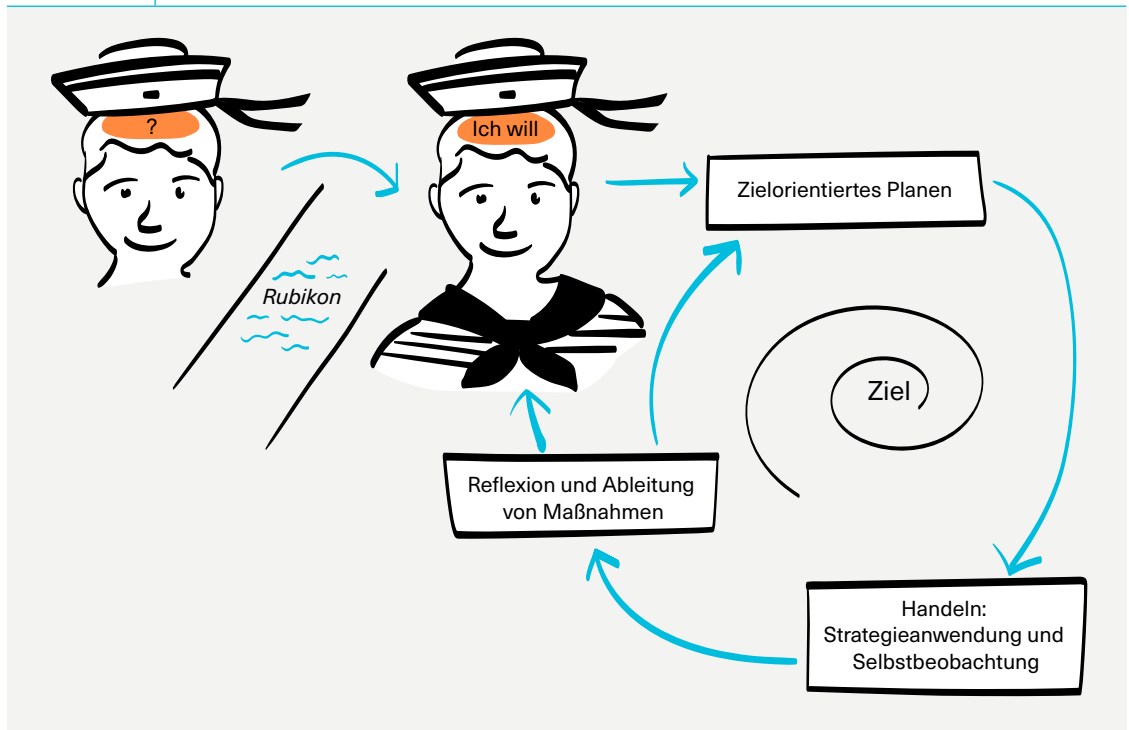 ?
Ich will
Rubikon
Zielorientiertes Planen
Ziel
Reflexion und Ableitung
von Maßnahmen
Handeln:
Strategieanwendung und
Selbstbeobachtung